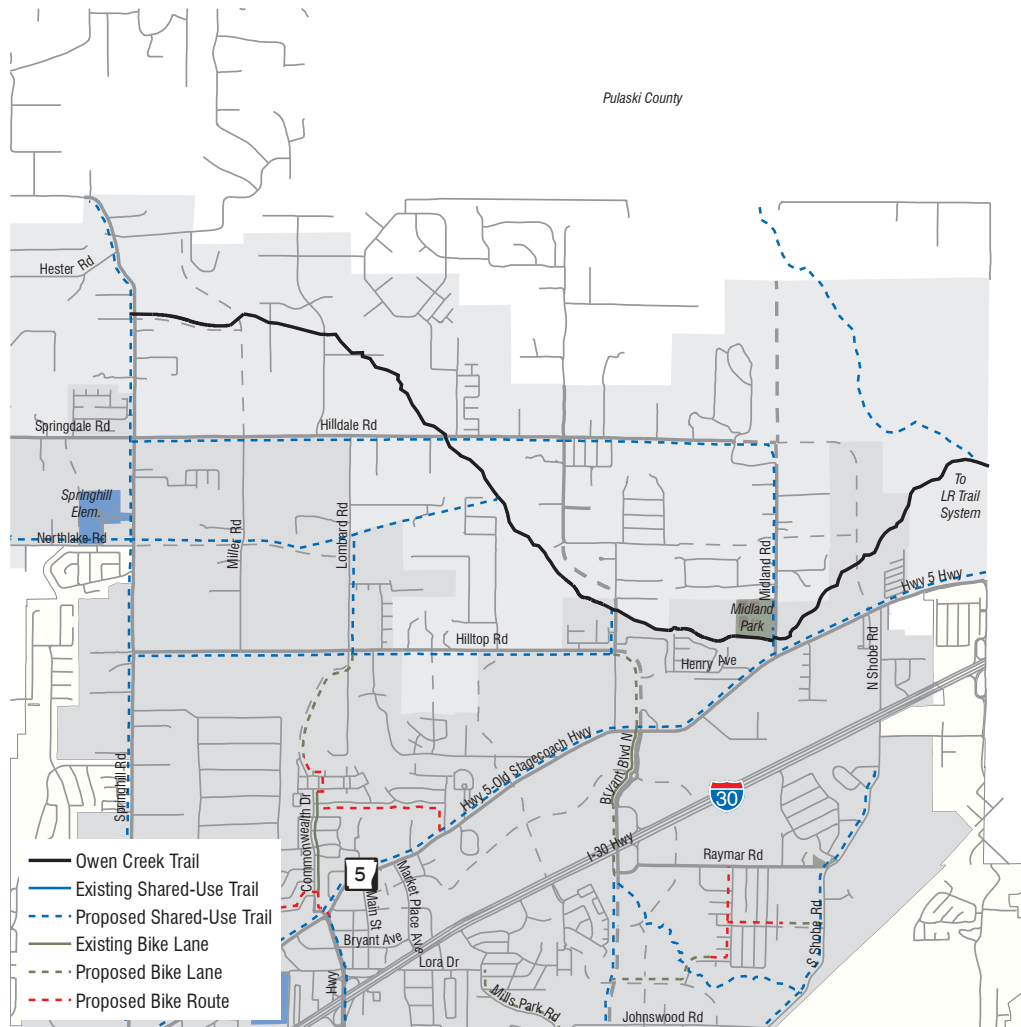 Pulaski County
Hester Rd
Springdale Rd
Hilldale Rd
To
LR Trail
System
Springhill
Elem.
Northlake Rd
Miller Rd
Lombard Rd
Midland Rd
Hwy 5 Hwy
Midland
Park
Hilltop Rd
Henry Ave
N Shobe Rd
Springhill Rd
Hwy 5-Old Stagecoach Hwy
Bryant Blvd N
30
I-30 Hwy
Commonwealth Dr
Raymar Rd
5
Main St
Market Place Ave
Bryant Ave
Lora Dr
Hwy
S Shobe Rd
Mills Park Rd
Johnswood Rd
Owen Creek Trail
Existing Shared-Use Trail
Proposed Shared-Use Trail
Existing Bike Lane
Proposed Bike Lane
Proposed Bike Route